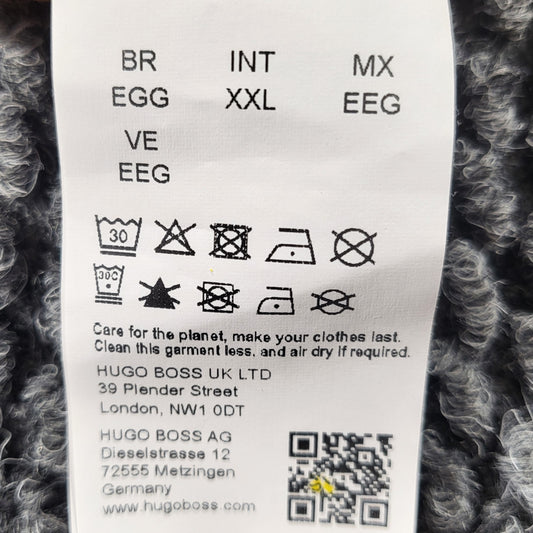 BR INT MX
EGG XXL EEG
VE
EEG
30
30C
Care for the planet, make your clothes last.
Clean this garment less, and air dry if required.
HUGO BOSS UK LTD
39 Plender Street
London, NW1 0DT
HUGO BOSS AG
Dieselstrasse 12
72555 Metzingen
Germany
www.hugoboss.com